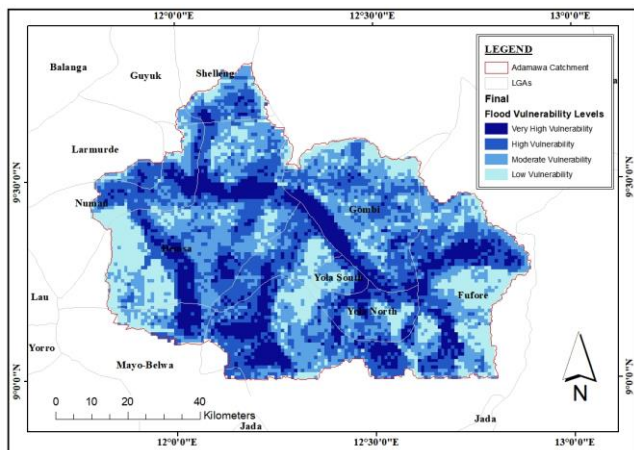 12°0'0"E
12°30'0"E
13°0'0"E
Balanga
Guyuk
Shelleng
Larmurde
9°30'0"N
9°30'0"N
Numan
Gombi
Demsa
Yola South
Fufore
Lau
Yola North
Yorro
Mayo-Belwa
9°0'0"N
9°0'0"N
Jada
Jada
LEGEND
Adamawa Catchment
LGAs
Final
Flood Vulnerability Levels
Very High Vulnerability
High Vulnerability
Moderate Vulnerability
Low Vulnerability
0 10 20 40
Kilometers
N
12°0'0"E
12°30'0"E
13°0'0"E